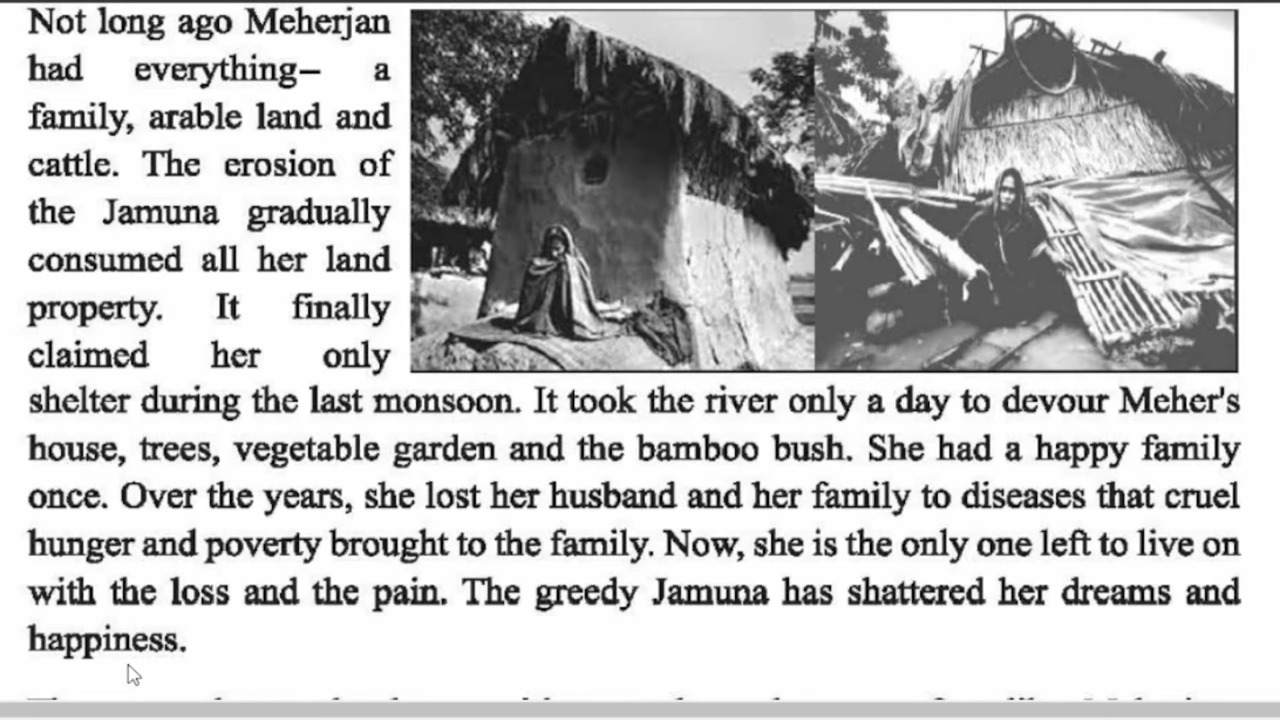 Not long ago Meherjan
had everything– a
family, arable land and
cattle. The erosion of
the Jamuna gradually
consumed all her land
property. It finally
claimed her only
shelter during the last monsoon. It took the river only a day to devour Meher's
house, trees, vegetable garden and the bamboo bush. She had a happy family
once. Over the years, she lost her husband and her family to diseases that cruel
hunger and poverty brought to the family. Now, she is the only one left to live on
with the loss and the pain. The greedy Jamuna has shattered her dreams and
happiness.